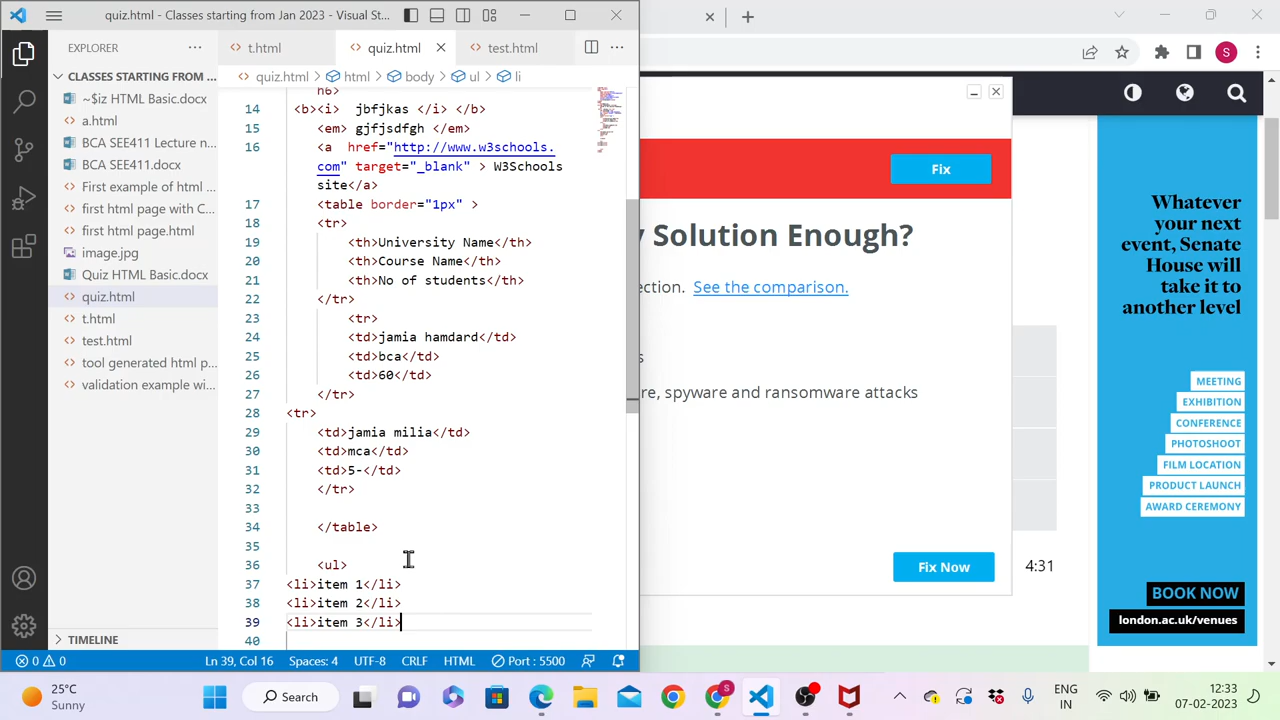 quiz.html - Classes starting from Jan 2023 - Visual St...
EXPLORER
CLASSES STARTING FROM ...
~$iz HTML Basic.docx
a.html
BCA SEE411 Lecture n...
BCA SEE411.docx
First example of html ...
first html page with C...
first html page.html
image.jpg
Quiz HTML Basic.docx
quiz.html
t.html
test.html
tool generated html p...
validation example wi...
TIMELINE
t.html
quiz.html
test.html
quiz.html > html > body > ul > li
h6>
14 <b><i> jbfjkas </i> </b>
15 <em> gjfjsdfgh </em>
16 <a href="http://www.w3schools.
com" target="_blank" > W3Schools
site</a>
17 <table border="1px" >
18 <tr>
19 <th>University Name</th>
20 <th>Course Name</th>
21 <th>No of students</th>
22 </tr>
23 <tr>
24 <td>jamia hamdard</td>
25 <td>bca</td>
26 <td>60</td>
27 </tr>
28 <tr>
29 <td>jamia milia</td>
30 <td>mca</td>
31 <td>5-</td>
32 </tr>
33
34 </table>
35
36 <ul>
37 <li>item 1</li>
38 <li>item 2</li>
39 <li>item 3</li>
40
0 0
Ln 39, Col 16
Spaces: 4
UTF-8
CRLF
HTML
Port : 5500
S
Fix
Solution Enough?
ection. See the comparison.
s
re, spyware and ransomware attacks
Fix Now
4:31
Whatever
your next
event, Senate
House will
take it to
another level
MEETING
EXHIBITION
CONFERENCE
PHOTOSHOOT
FILM LOCATION
PRODUCT LAUNCH
AWARD CEREMONY
BOOK NOW
london.ac.uk/venues
25°C
Sunny
Search
S
ENG
IN
12:33
07-02-2023